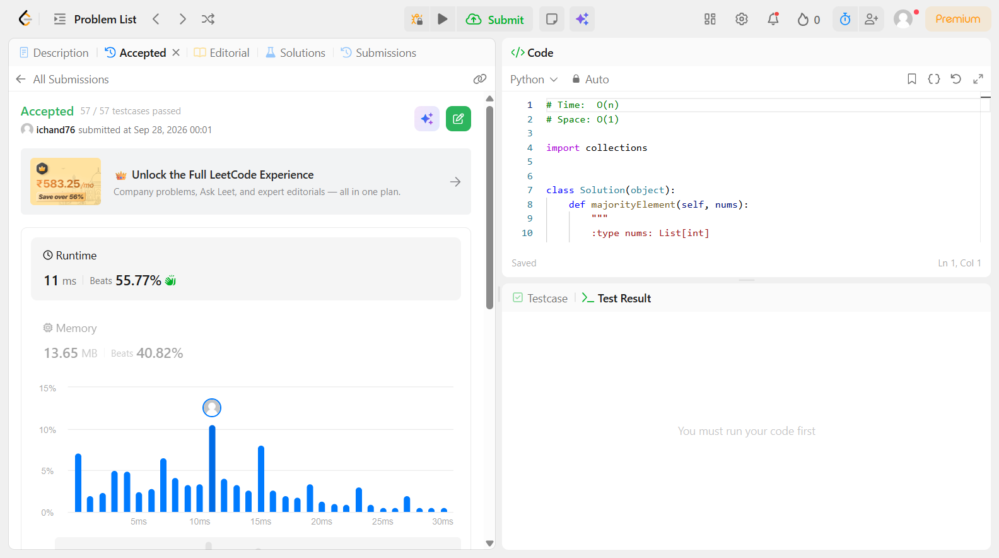 Problem List
Submit
0
Premium
Description
Accepted
Editorial
Solutions
Submissions
All Submissions
Accepted 57 / 57 testcases passed
ichand76 submitted at Sep 28, 2026 00:01
₹583.25/mo
Save over 56%
Unlock the Full LeetCode Experience
Company problems, Ask Leet, and expert editorials — all in one plan.
Runtime
11 ms Beats 55.77%
Memory
13.65 MB Beats 40.82%
15%
10%
5%
0%
5ms 10ms 15ms 20ms 25ms 30ms
Code
Python Auto
1 # Time:  O(n)
2 # Space: O(1)
3
4 import collections
5
6
7 class Solution(object):
8     def majorityElement(self, nums):
9         """
10         :type nums: List[int]
Saved Ln 1, Col 1
Testcase
Test Result
You must run your code first